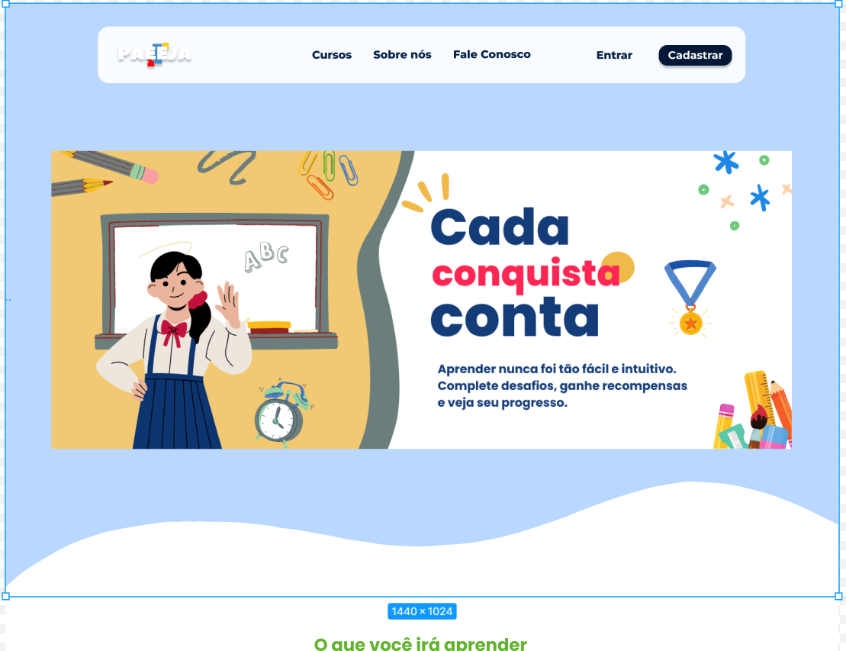 PAEEJA
Cursos
Sobre nós
Fale Conosco
Entrar
Cadastrar
ABC
Cada
conquista
conta
Aprender nunca foi tão fácil e intuitivo.
Complete desafios, ganhe recompensas
e veja seu progresso.
1440 × 1024
O que você irá aprender